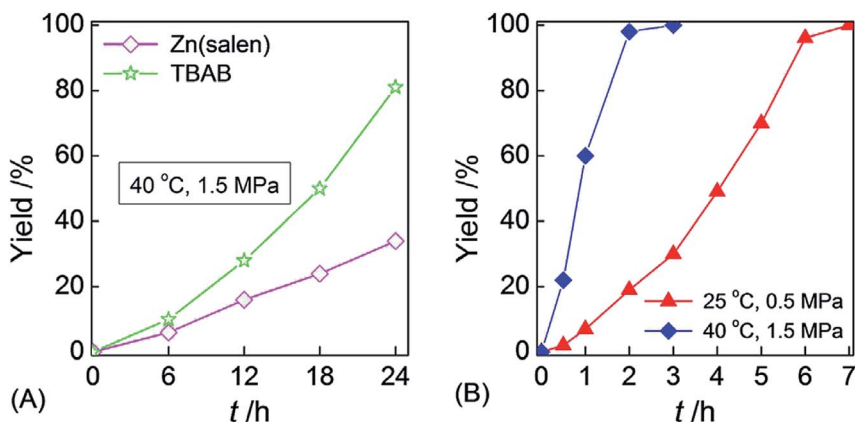 100
80
60
40
20
0
Yield /%
Zn(salen)
TBAB
40 °C, 1.5 MPa
0 6 12 18 24
t /h
(A)
100
80
60
40
20
0
Yield /%
25 °C, 0.5 MPa
40 °C, 1.5 MPa
0 1 2 3 4 5 6 7
t /h
(B)